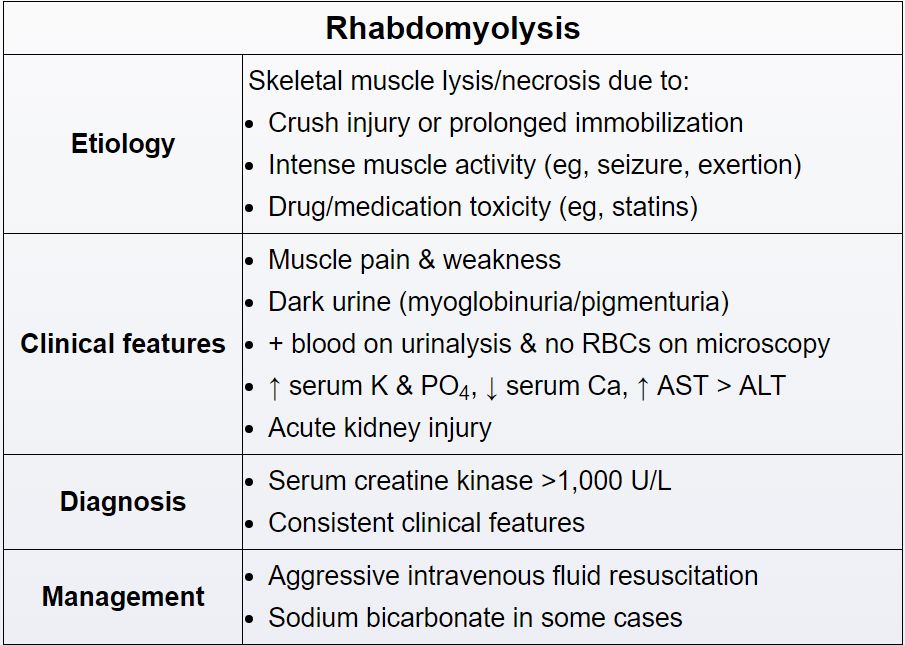 Rhabdomyolysis
Etiology
Skeletal muscle lysis/necrosis due to:
• Crush injury or prolonged immobilization
• Intense muscle activity (eg, seizure, exertion)
• Drug/medication toxicity (eg, statins)
Clinical features
• Muscle pain & weakness
• Dark urine (myoglobinuria/pigmenturia)
• + blood on urinalysis & no RBCs on microscopy
• ↑ serum K & PO₄, ↓ serum Ca, ↑ AST > ALT
• Acute kidney injury
Diagnosis
• Serum creatine kinase >1,000 U/L
• Consistent clinical features
Management
• Aggressive intravenous fluid resuscitation
• Sodium bicarbonate in some cases